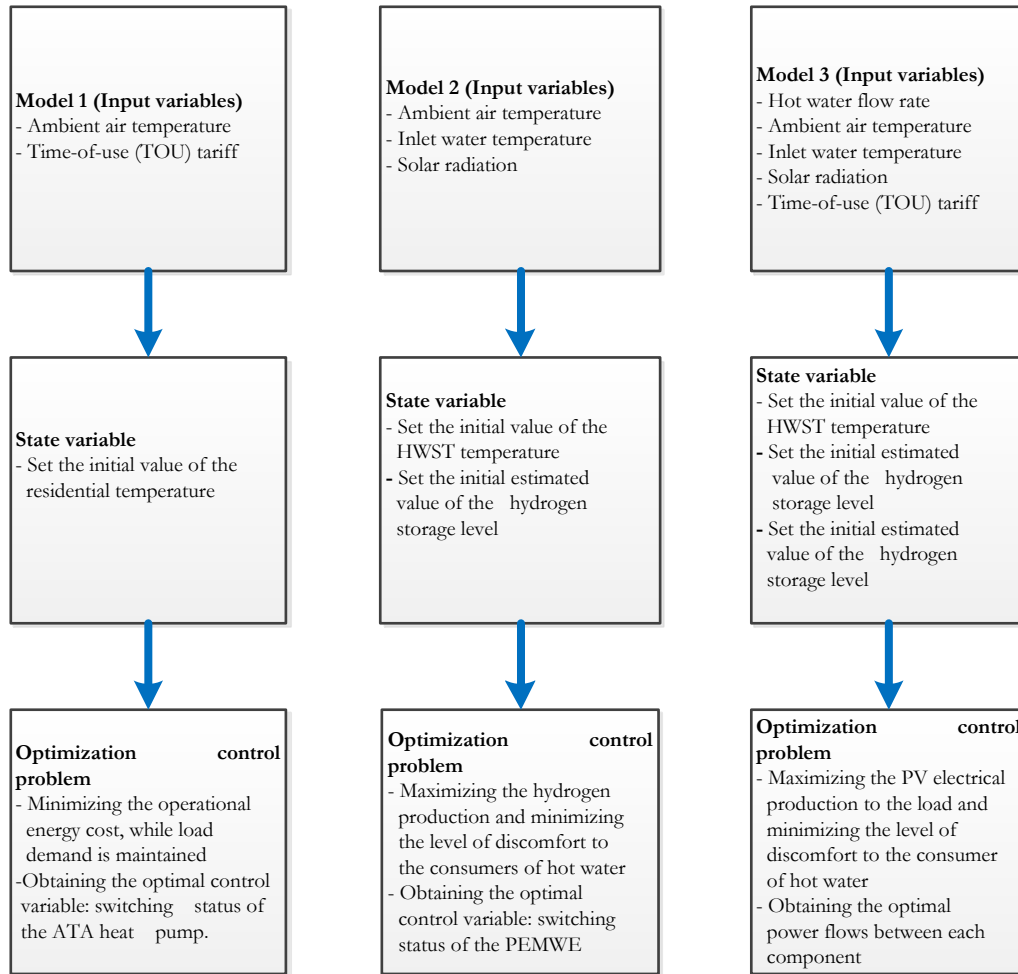 Model 1 (Input variables)
- Ambient air temperature
- Time-of-use (TOU) tariff
State variable
- Set the initial value of the
residential temperature
Optimization control
problem
- Minimizing the operational
energy cost, while load
demand is maintained
-Obtaining the optimal control
variable: switching status of
the ATA heat pump.
Model 2 (Input variables)
- Ambient air temperature
- Inlet water temperature
- Solar radiation
State variable
- Set the initial value of the
HWST temperature
- Set the initial estimated
value of the hydrogen
storage level
Optimization control
problem
- Maximizing the hydrogen
production and minimizing
the level of discomfort to
the consumers of hot water
- Obtaining the optimal
control variable: switching
status of the PEMWE
Model 3 (Input variables)
- Hot water flow rate
- Ambient air temperature
- Inlet water temperature
- Solar radiation
- Time-of-use (TOU) tariff
State variable
- Set the initial value of the
HWST temperature
- Set the initial estimated
value of the hydrogen
storage level
- Set the initial estimated
value of the hydrogen
storage level
Optimization control
problem
- Maximizing the PV electrical
production to the load and
minimizing the level of
discomfort to the consumer
of hot water
- Obtaining the optimal
power flows between each
component